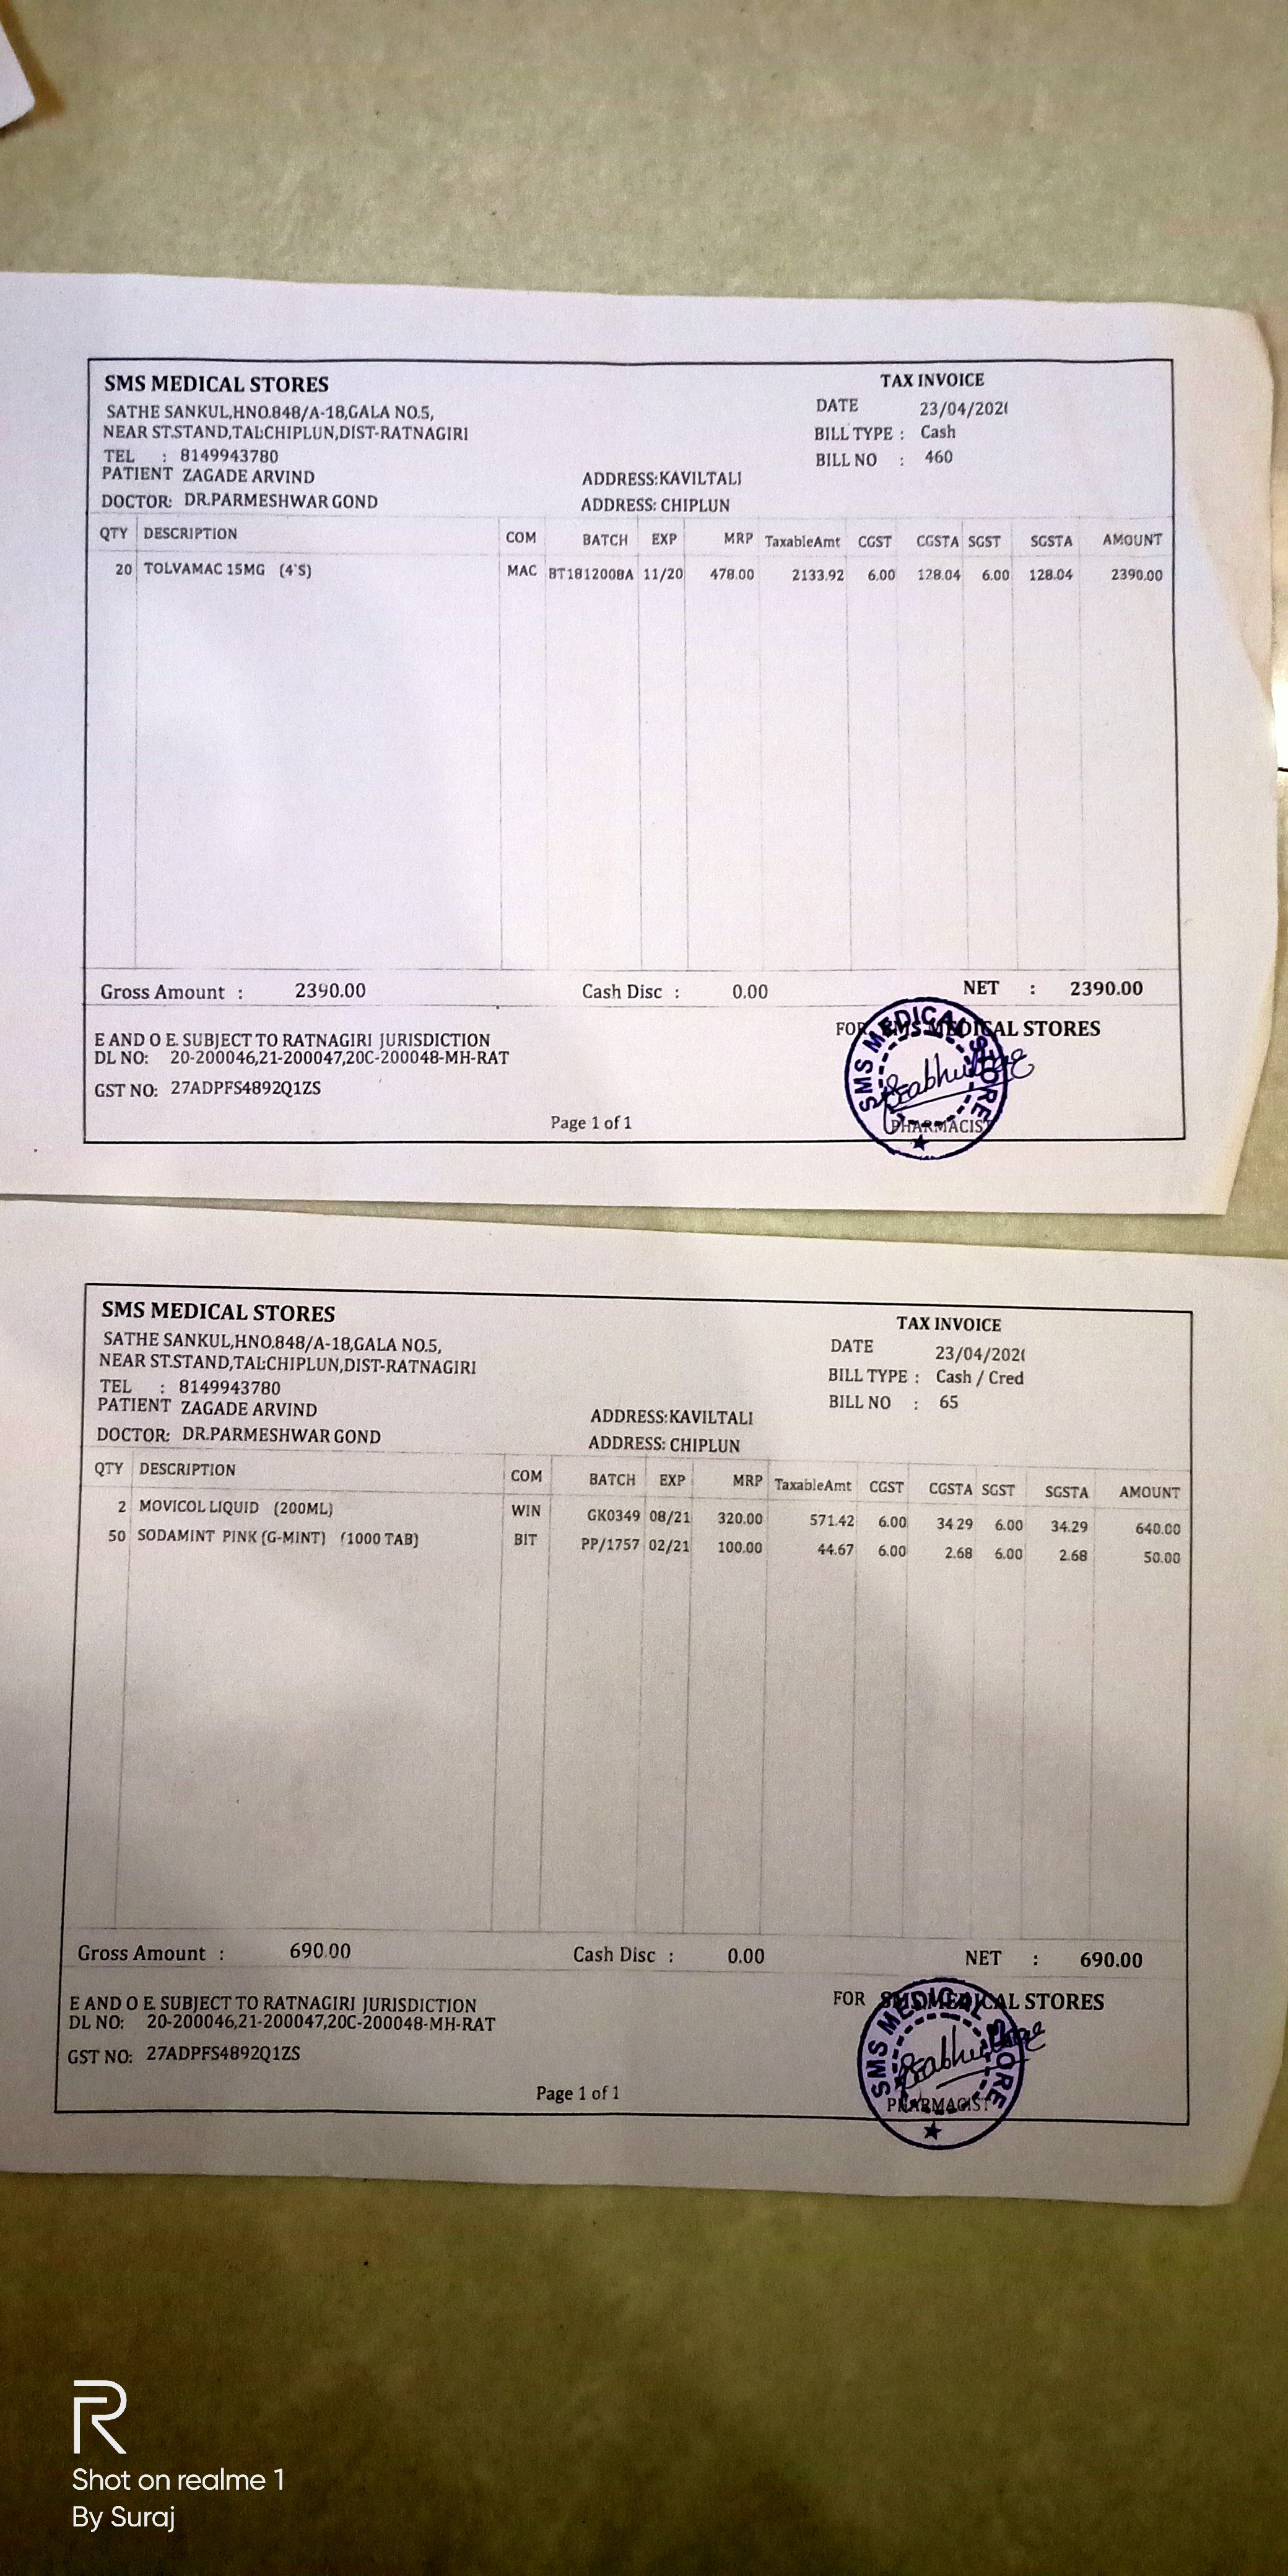 SMS MEDICAL STORES
TAX INVOICE
SATHE SANKUL,HNO.848/A-18,GALA NO.5,
DATE 23/04/202
NEAR ST.STAND,TAL:CHIPLUN,DIST-RATNAGIRI
BILL TYPE : Cash
TEL : 8149943780
BILL NO : 460
PATIENT ZAGADE ARVIND ADDRESS:KAVILTALI
DOCTOR: DR.PARMESHWAR GOND ADDRESS: CHIPLUN
QTY DESCRIPTION COM BATCH EXP MRP TaxableAmt CGST CGSTA SGST SGSTA AMOUNT
20 TOLVAMAC 15MG (4'S) MAC BT1812008A 11/20 478.00 2133.92 6.00 128.04 6.00 128.04 2390.00
Gross Amount : 2390.00 Cash Disc : 0.00 NET : 2390.00
FOR SMS MEDICAL STORES
E AND O E. SUBJECT TO RATNAGIRI JURISDICTION
DL NO: 20-200046,21-200047,20C-200048-MH-RAT
GST NO: 27ADPFS4892Q1ZS
SMS MEDICAL STORE
PHARMACIST
Page 1 of 1
SMS MEDICAL STORES
TAX INVOICE
SATHE SANKUL,HNO.848/A-18,GALA NO.5,
DATE 23/04/202
NEAR ST.STAND,TAL:CHIPLUN,DIST-RATNAGIRI
BILL TYPE : Cash / Cred
TEL : 8149943780
BILL NO : 65
PATIENT ZAGADE ARVIND ADDRESS:KAVILTALI
DOCTOR: DR.PARMESHWAR GOND ADDRESS: CHIPLUN
QTY DESCRIPTION COM BATCH EXP MRP TaxableAmt CGST CGSTA SGST SGSTA AMOUNT
2 MOVICOL LIQUID (200ML) WIN GK0349 08/21 320.00 571.42 6.00 34.29 6.00 34.29 640.00
50 SODAMINT PINK (G-MINT) (1000 TAB) BIT PP/1757 02/21 100.00 44.67 6.00 2.68 6.00 2.68 50.00
Gross Amount : 690.00 Cash Disc : 0.00 NET : 690.00
FOR SMS MEDICAL STORES
E AND O E. SUBJECT TO RATNAGIRI JURISDICTION
DL NO: 20-200046,21-200047,20C-200048-MH-RAT
GST NO: 27ADPFS4892Q1ZS
SMS MEDICAL STORE
PHARMACIST
Page 1 of 1
R
Shot on realme 1
By Suraj